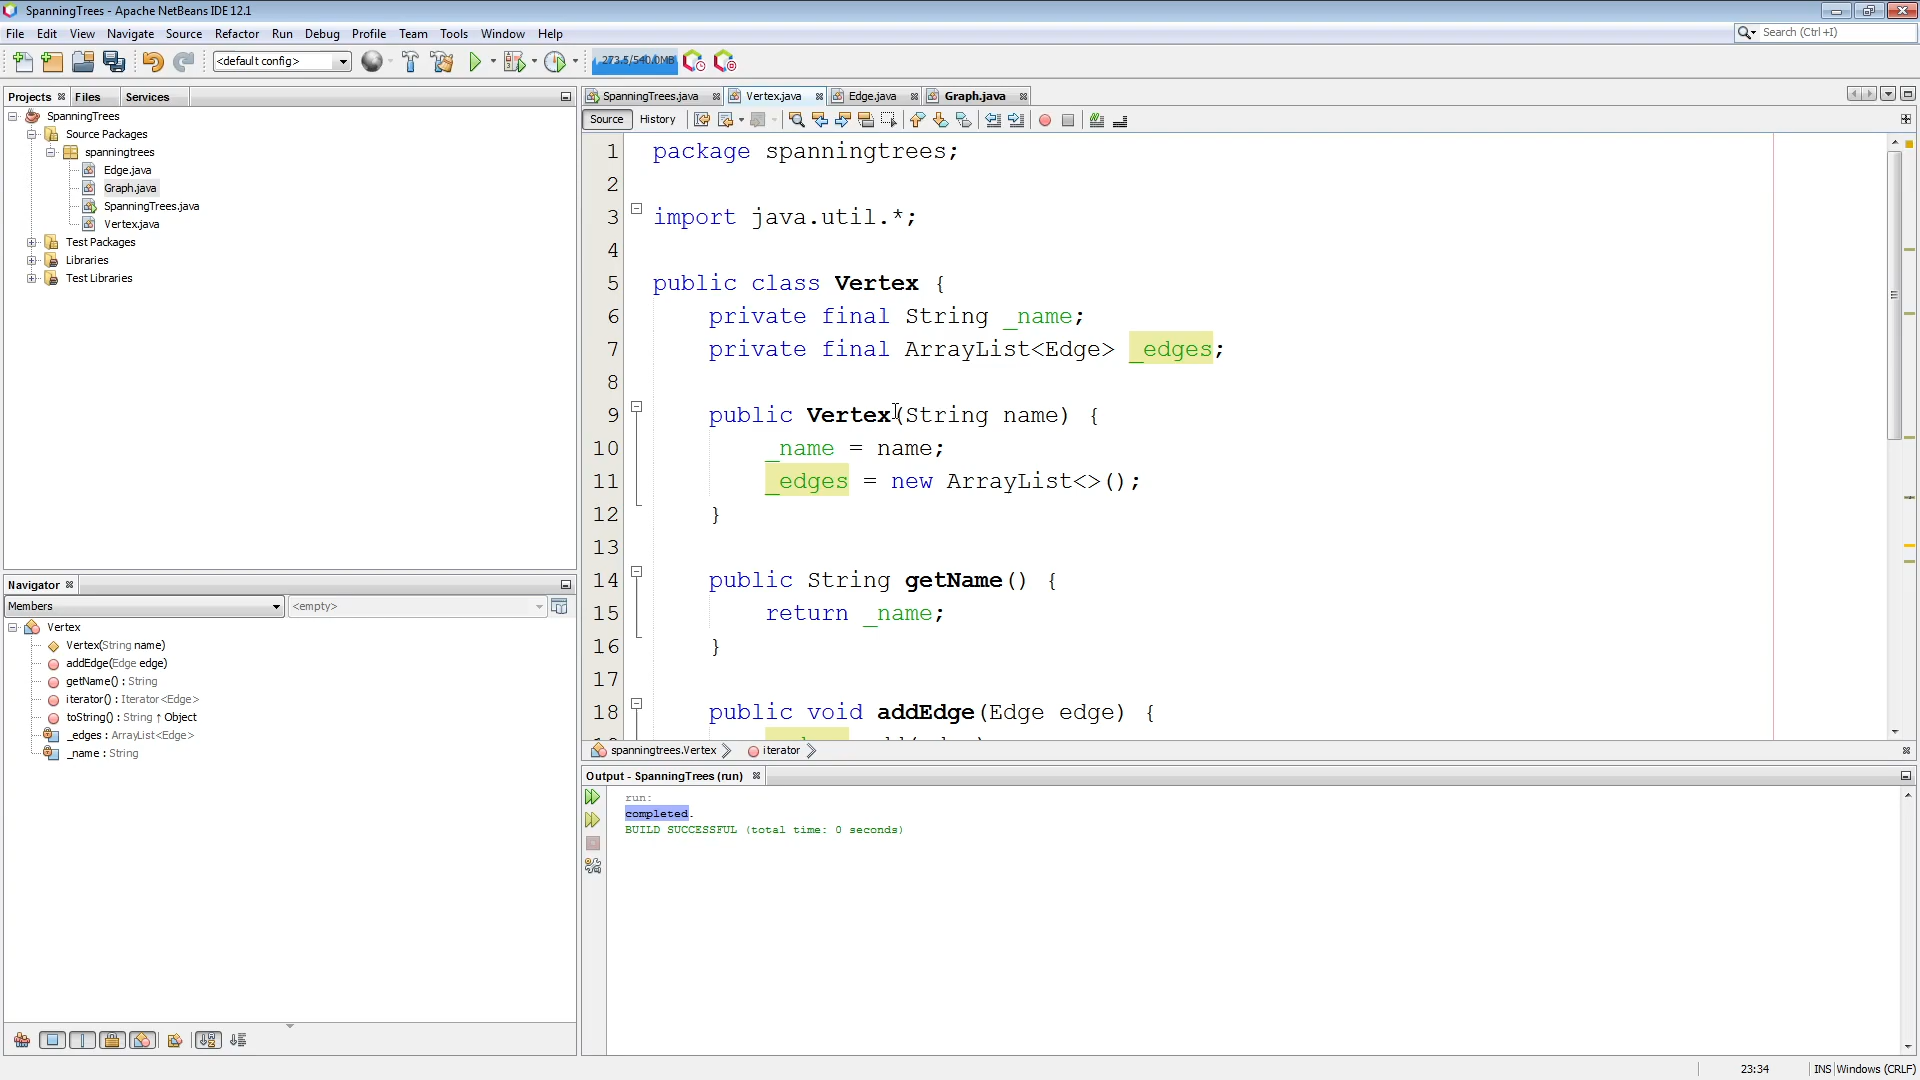 SpanningTrees - Apache NetBeans IDE 12.1
File Edit View Navigate Source Refactor Run Debug Profile Team Tools Window Help
Search (Ctrl+I)
<default config>
273.5/540.0MB
Projects Files Services
SpanningTrees
Source Packages
spanningtrees
Edge.java
Graph.java
SpanningTrees.java
Vertex.java
Test Packages
Libraries
Test Libraries
Navigator
Members <empty>
Vertex
Vertex(String name)
addEdge(Edge edge)
getName() : String
iterator() : Iterator<Edge>
toString() : String ↑ Object
_edges : ArrayList<Edge>
_name : String
SpanningTrees.java Vertex.java Edge.java Graph.java
Source History
1 package spanningtrees;
2
3 import java.util.*;
4
5 public class Vertex {
6 private final String _name;
7 private final ArrayList<Edge> _edges;
8
9 public Vertex(String name) {
10 _name = name;
11 _edges = new ArrayList<>();
12 }
13
14 public String getName() {
15 return _name;
16 }
17
18 public void addEdge(Edge edge) {
spanningtrees.Vertex iterator
Output - SpanningTrees (run)
run:
completed.
BUILD SUCCESSFUL (total time: 0 seconds)
23:34 INS Windows (CRLF)